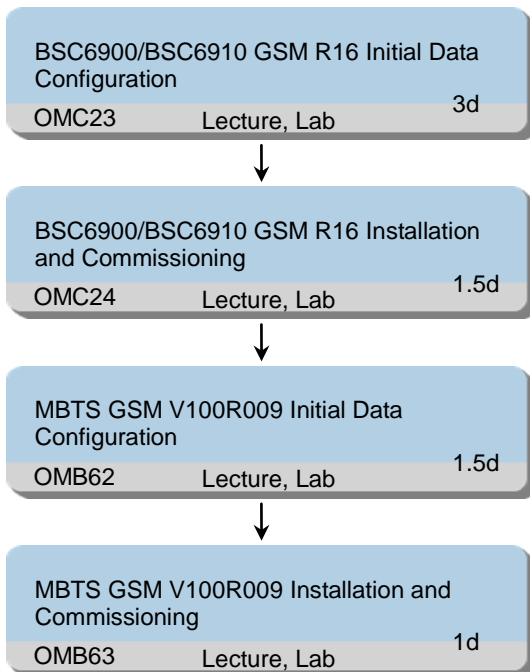 BSC6900/BSC6910 GSM R16 Initial Data
Configuration
3d
OMC23 Lecture, Lab
BSC6900/BSC6910 GSM R16 Installation
and Commissioning
1.5d
OMC24 Lecture, Lab
MBTS GSM V100R009 Initial Data
Configuration
1.5d
OMB62 Lecture, Lab
MBTS GSM V100R009 Installation and
Commissioning
1d
OMB63 Lecture, Lab